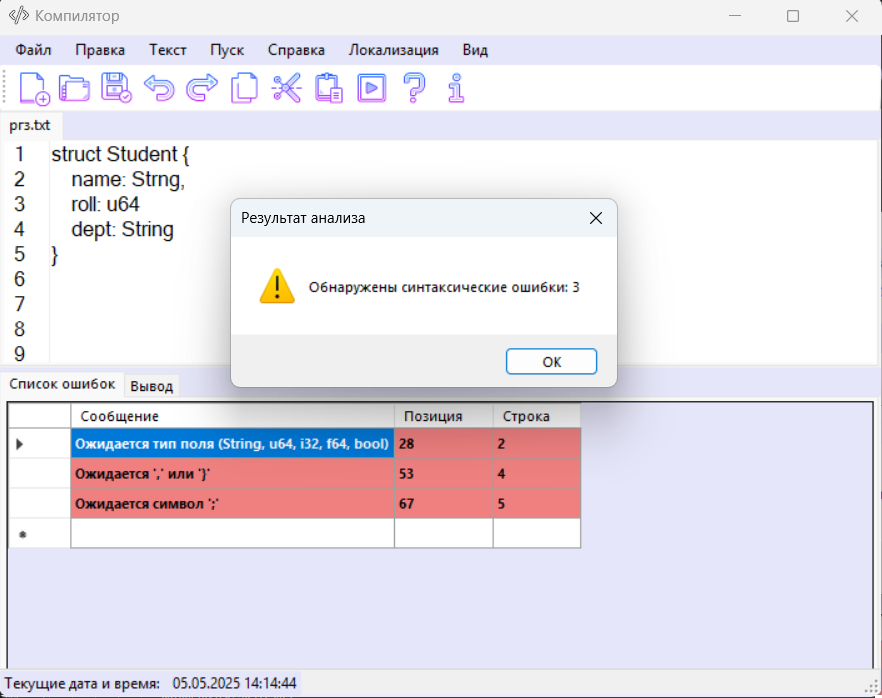 Компилятор
Файл Правка Текст Пуск Справка Локализация Вид
prз.txt
1 struct Student {
2 name: Strng,
3 roll: u64
4 dept: String
5 }
6
7
8
9
Результат анализа
Обнаружены синтаксические ошибки: 3
ОК
Список ошибок Вывод
Сообщение Позиция Строка
Ожидается тип поля (String, u64, i32, f64, bool) 28 2
Ожидается ',' или '}' 53 4
Ожидается символ ';' 67 5
Текущие дата и время: 05.05.2025 14:14:44